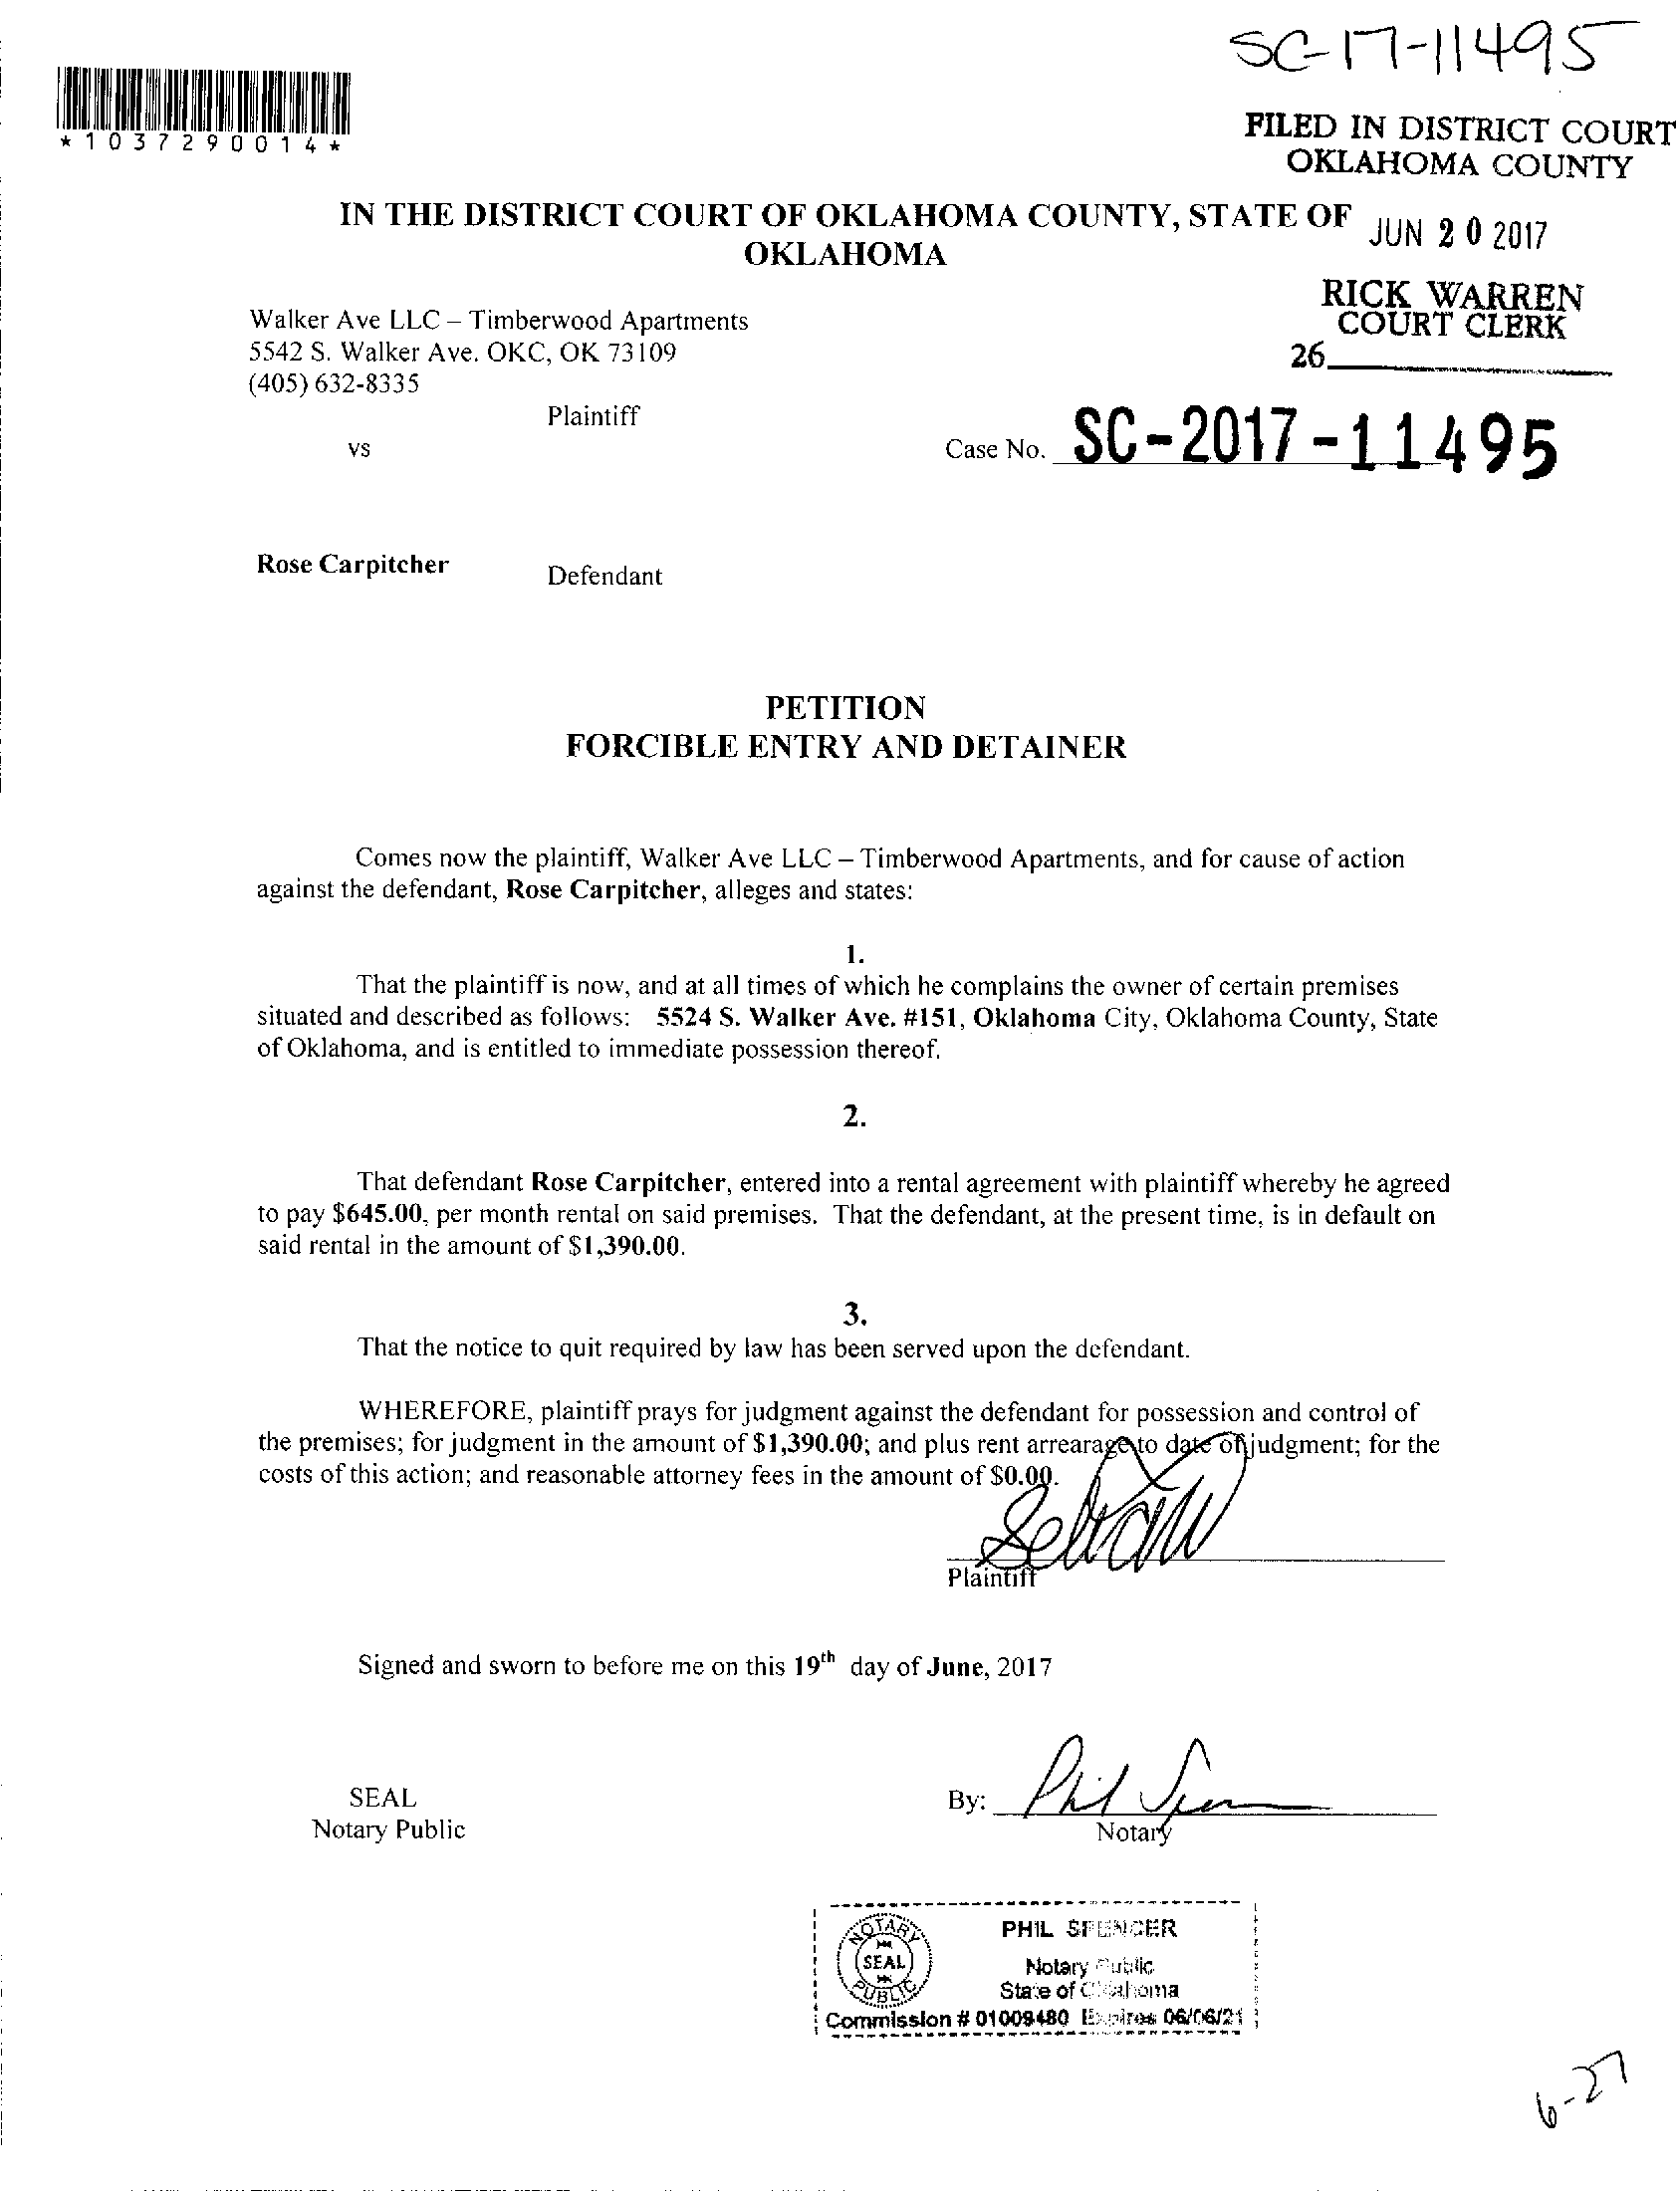 SC-17-11495
*1037290014*
FILED IN DISTRICT COURT
OKLAHOMA COUNTY
IN THE DISTRICT COURT OF OKLAHOMA COUNTY, STATE OF
OKLAHOMA
JUN 20 2017
RICK WARREN
COURT CLERK
26
Walker Ave LLC – Timberwood Apartments
5542 S. Walker Ave. OKC, OK 73109
(405) 632-8335
Plaintiff
vs
Case No. SC-2017-11495
Rose Carpitcher
Defendant
PETITION
FORCIBLE ENTRY AND DETAINER
Comes now the plaintiff, Walker Ave LLC – Timberwood Apartments, and for cause of action
against the defendant, Rose Carpitcher, alleges and states:
1.
That the plaintiff is now, and at all times of which he complains the owner of certain premises
situated and described as follows: 5524 S. Walker Ave. #151, Oklahoma City, Oklahoma County, State
of Oklahoma, and is entitled to immediate possession thereof.
2.
That defendant Rose Carpitcher, entered into a rental agreement with plaintiff whereby he agreed
to pay $645.00, per month rental on said premises. That the defendant, at the present time, is in default on
said rental in the amount of $1,390.00.
3.
That the notice to quit required by law has been served upon the defendant.
WHEREFORE, plaintiff prays for judgment against the defendant for possession and control of
the premises; for judgment in the amount of $1,390.00; and plus rent arrearage to date of judgment; for the
costs of this action; and reasonable attorney fees in the amount of $0.00.
Plaintiff
Signed and sworn to before me on this 19th day of June, 2017
SEAL
Notary Public
By: Phil Spencer
Notary
NOTARY
SEAL
PUBLIC
PHIL SPENCER
Notary Public
State of Oklahoma
Commission # 01009480 Expires 06/06/21
6-27